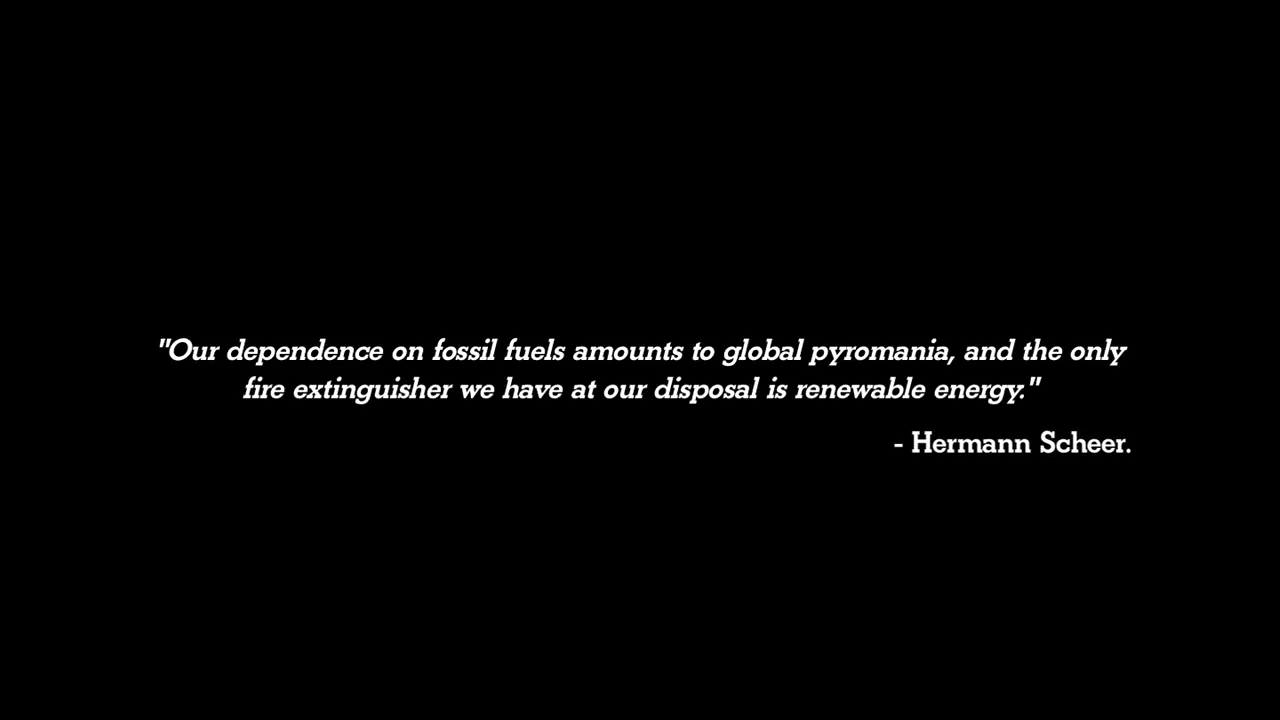 "Our dependence on fossil fuels amounts to global pyromania, and the only
fire extinguisher we have at our disposal is renewable energy."
- Hermann Scheer.